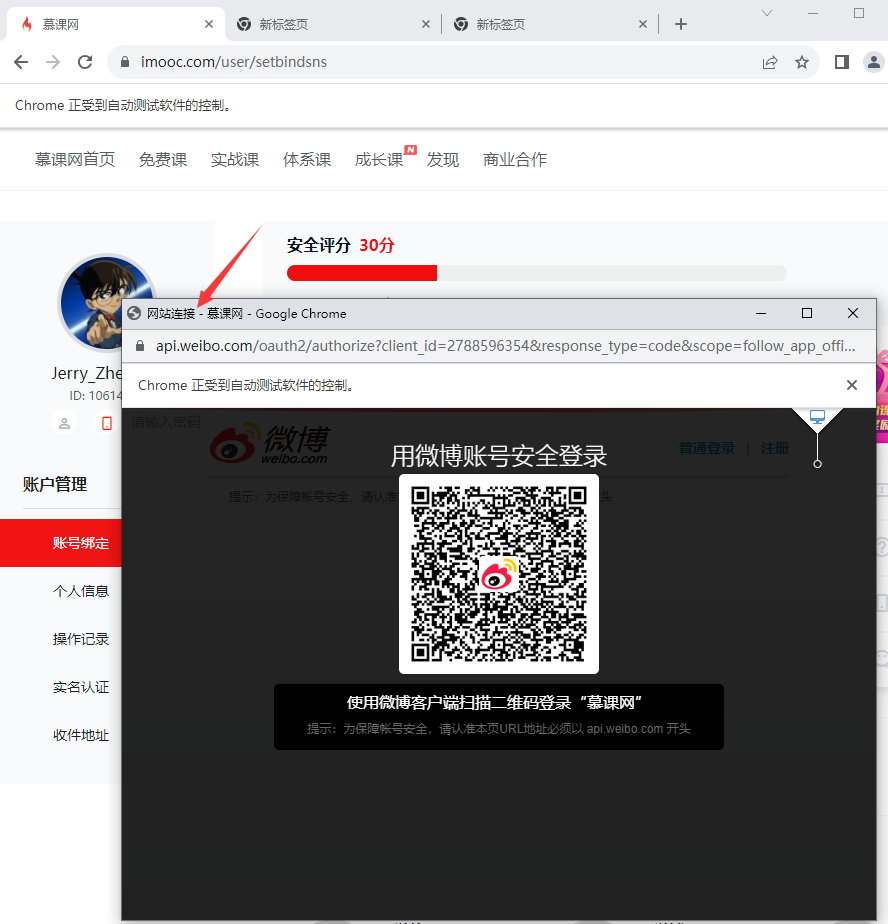 慕课网
新标签页
新标签页
imooc.com/user/setbindsns
Chrome 正受到自动测试软件的控制。
慕课网首页 免费课 实战课 体系课 成长课 N 发现 商业合作
安全评分 30分
Jerry_Zhe
ID: 10614
账户管理
账号绑定
个人信息
操作记录
实名认证
收件地址
网站连接 - 慕课网 - Google Chrome
api.weibo.com/oauth2/authorize?client_id=2788596354&response_type=code&scope=follow_app_offi...
Chrome 正受到自动测试软件的控制。
请输入密码
微博
weibo.com
普通登录 | 注册
用微博账号安全登录
提示：为保障帐号安全，请认准
使用微博客户端扫描二维码登录“慕课网”
提示：为保障帐号安全，请认准本页URL地址必须以 api.weibo.com 开头